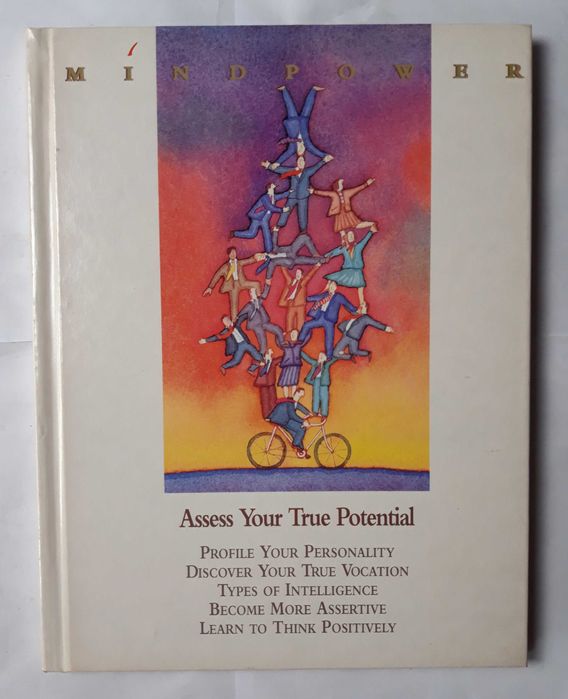 MiNDPOWER
Assess Your True Potential
PROFILE YOUR PERSONALITY
DISCOVER YOUR TRUE VOCATION
TYPES OF INTELLIGENCE
BECOME MORE ASSERTIVE
LEARN TO THINK POSITIVELY